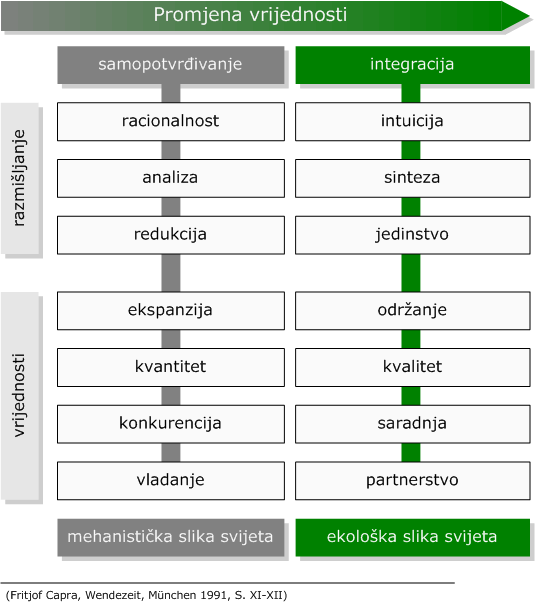 Promjena vrijednosti
samopotvrđivanje
integracija
razmišljanje
racionalnost
intuicija
analiza
sinteza
redukcija
jedinstvo
vrijednosti
ekspanzija
održanje
kvantitet
kvalitet
konkurencija
saradnja
vladanje
partnerstvo
mehanistička slika svijeta
ekološka slika svijeta
(Fritjof Capra, Wendezeit, München 1991, S. XI-XII)